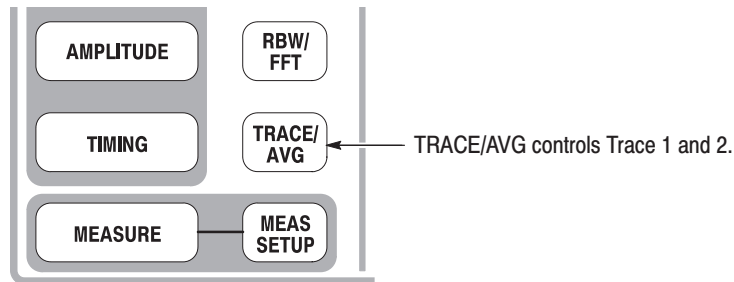 AMPLITUDE
RBW/
FFT
TIMING
TRACE/
AVG
TRACE/AVG controls Trace 1 and 2.
MEASURE
MEAS
SETUP